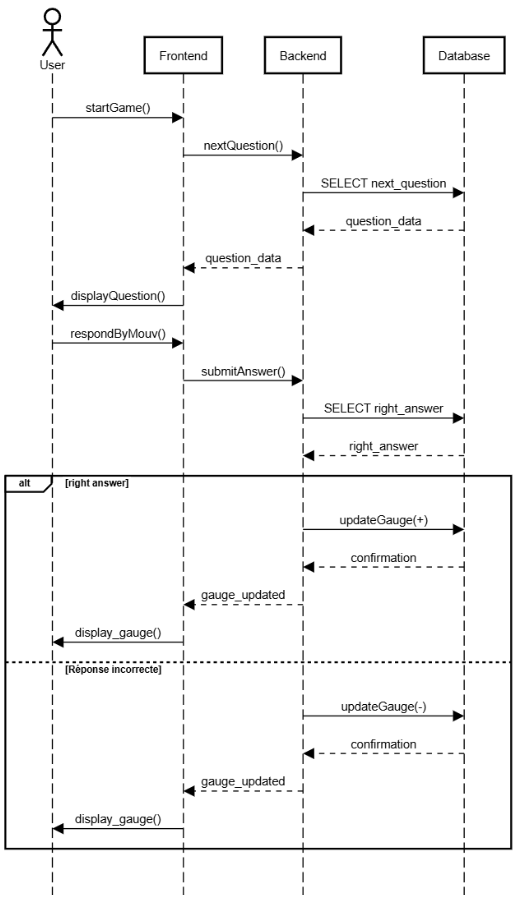 User
Frontend
Backend
Database
startGame()
nextQuestion()
SELECT next_question
question_data
question_data
displayQuestion()
respondByMouv()
submitAnswer()
SELECT right_answer
right_answer
alt [right answer]
updateGauge(+)
confirmation
gauge_updated
display_gauge()
[Rèponse incorrecte]
updateGauge(-)
confirmation
gauge_updated
display_gauge()